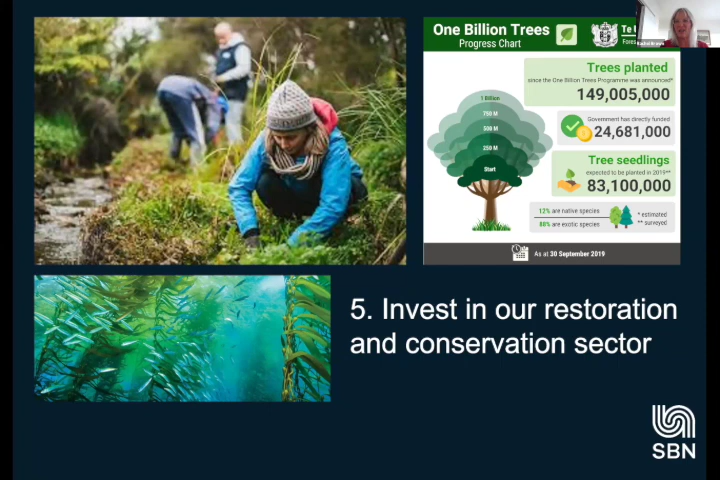 One Billion Trees
Progress Chart
Trees planted
since the One Billion Trees Programme was announced*
149,005,000
Government has directly funded
24,681,000
Tree seedlings
expected to be planted in 2019**
83,100,000
12% are native species
88% are exotic species
* estimated
** surveyed
1 Billion
750 M
500 M
250 M
Start
As at 30 September 2019
5. Invest in our restoration
and conservation sector
SBN